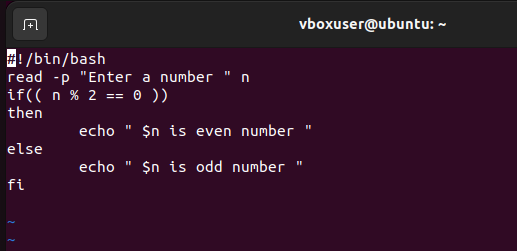 vboxuser@ubuntu: ~
#!/bin/bash
read -p "Enter a number " n
if(( n % 2 == 0 ))
then
        echo " $n is even number "
else
        echo " $n is odd number "
fi
~
~